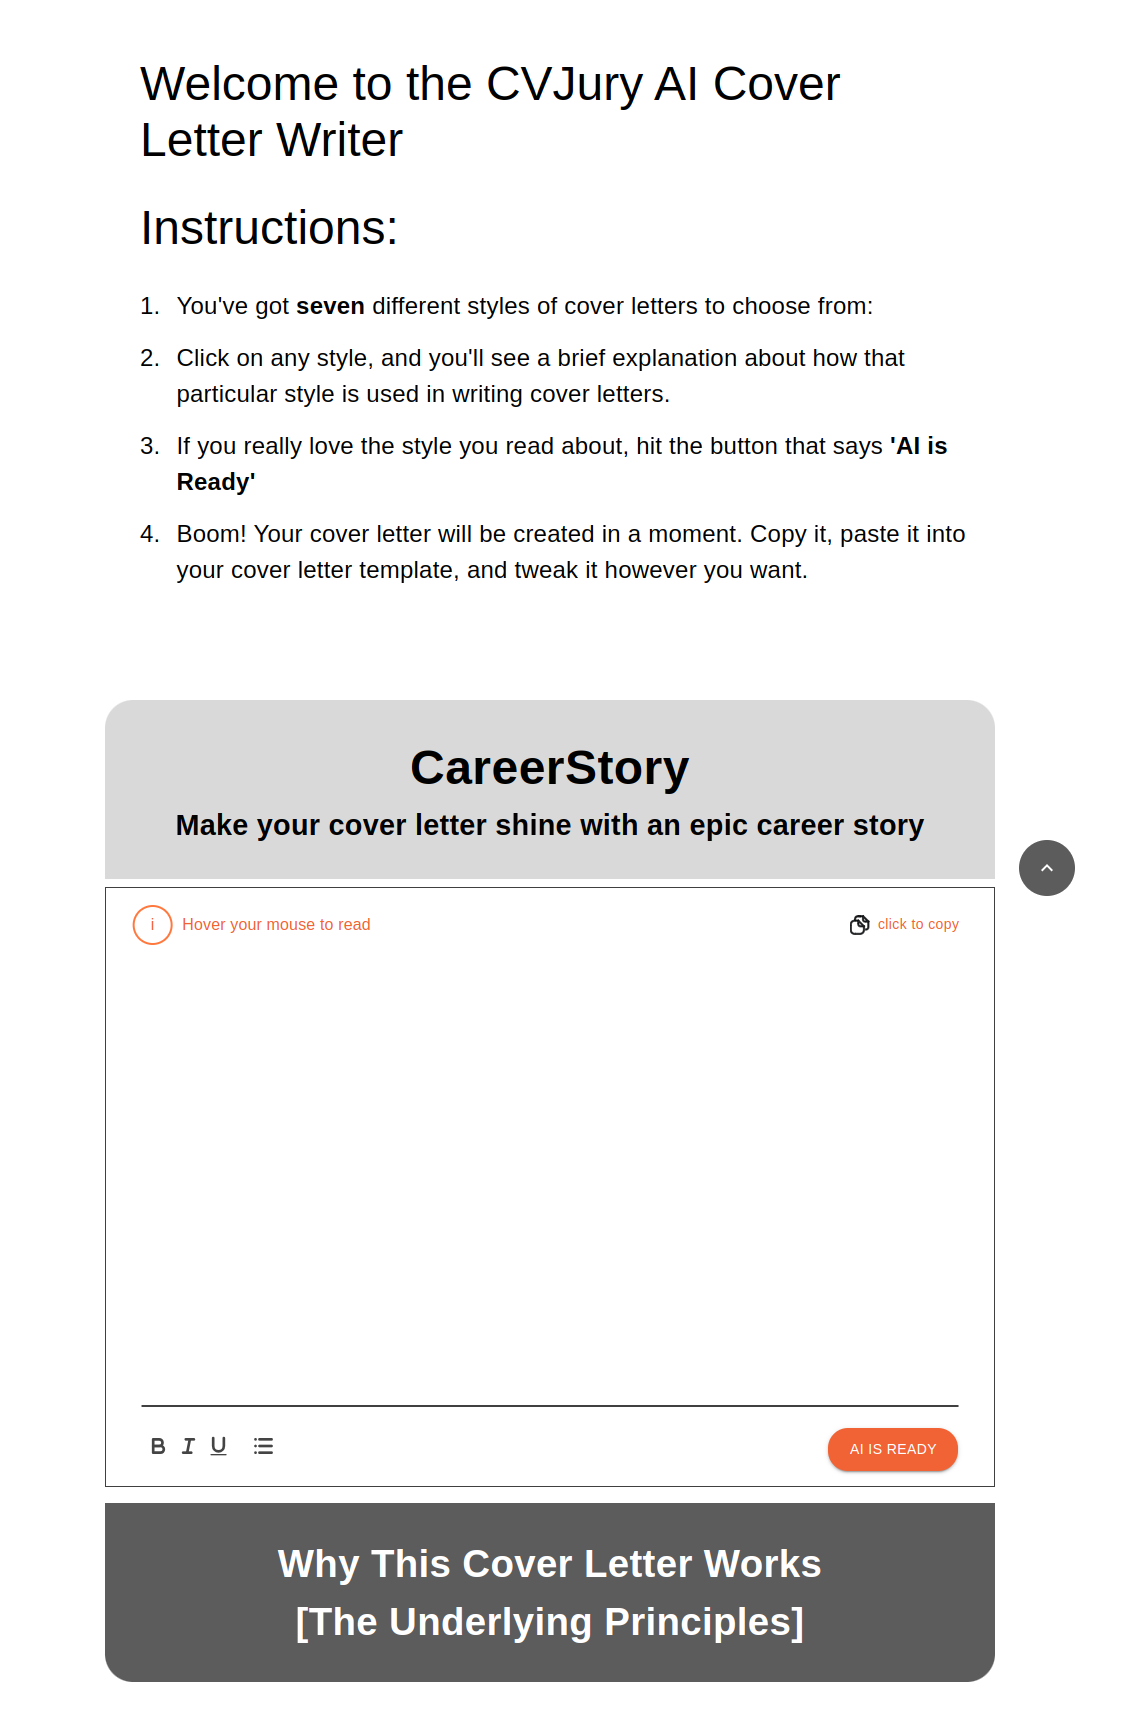 Welcome to the CVJury AI Cover
Letter Writer
Instructions:
1. You've got seven different styles of cover letters to choose from:
2. Click on any style, and you'll see a brief explanation about how that
particular style is used in writing cover letters.
3. If you really love the style you read about, hit the button that says 'AI is
Ready'
4. Boom! Your cover letter will be created in a moment. Copy it, paste it into
your cover letter template, and tweak it however you want.
CareerStory
Make your cover letter shine with an epic career story
i Hover your mouse to read
click to copy
B I U
AI IS READY
Why This Cover Letter Works
[The Underlying Principles]